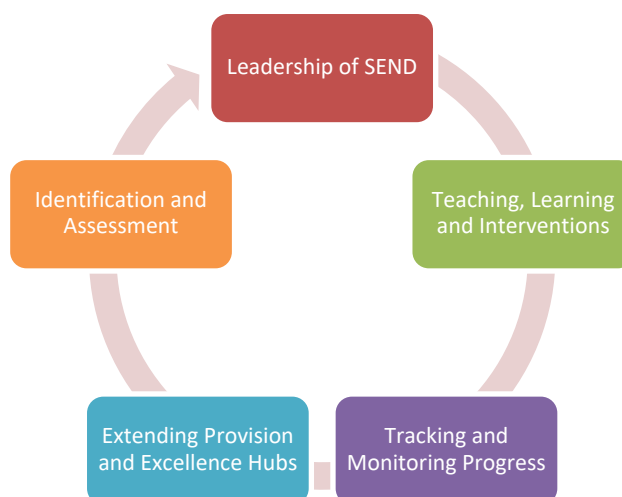 Leadership of SEND
Teaching, Learning
and Interventions
Tracking and
Monitoring Progress
Extending Provision
and Excellence Hubs
Identification and
Assessment